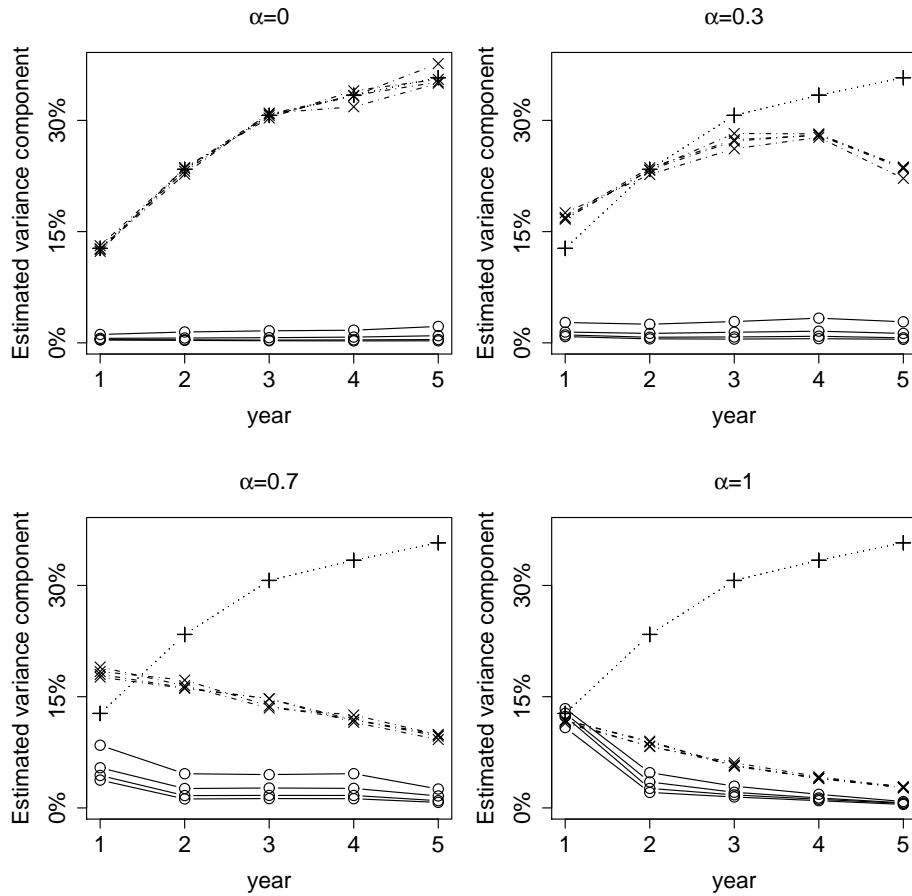 α=0
Estimated variance component
0%
15%
30%
1 2 3 4 5
year
α=0.3
Estimated variance component
0%
15%
30%
1 2 3 4 5
year
α=0.7
Estimated variance component
0%
15%
30%
1 2 3 4 5
year
α=1
Estimated variance component
0%
15%
30%
1 2 3 4 5
year